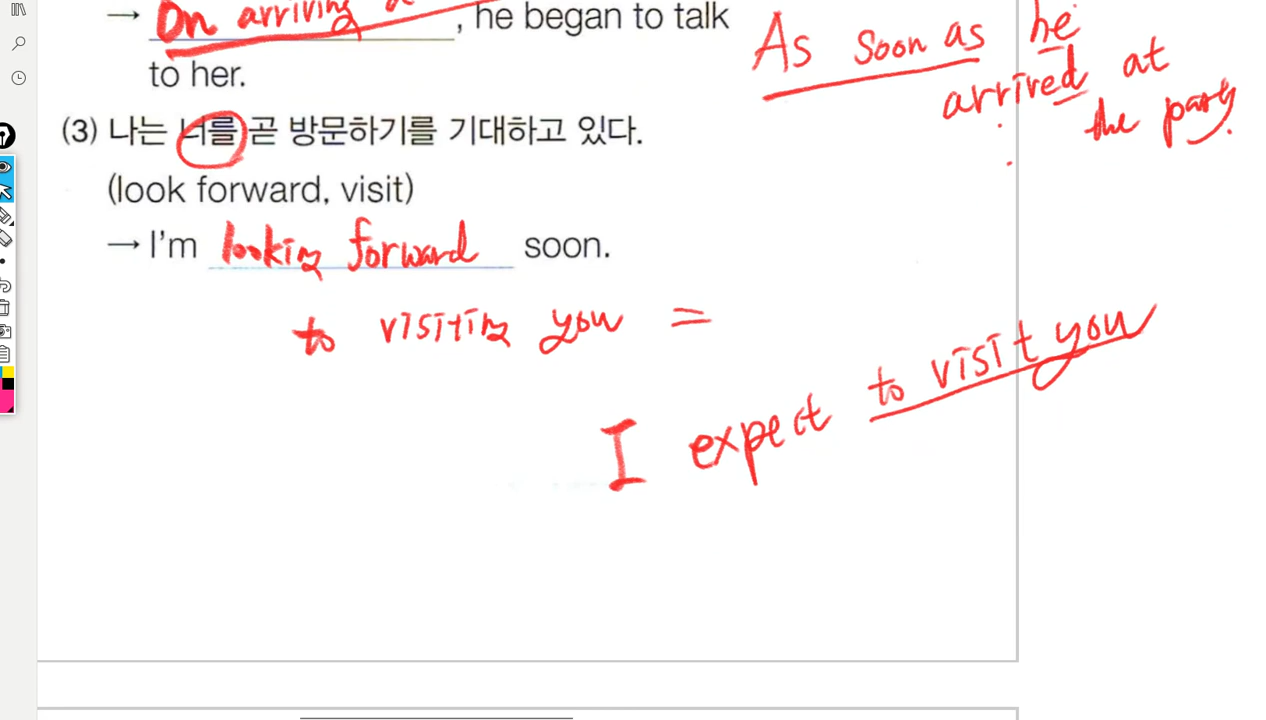 → On arriving a , he began to talk
to her.
As soon as he
arrived at
the party.
(3) 나는 너를 곧 방문하기를 기대하고 있다.
(look forward, visit)
→ I'm looking forward soon.
to visiting you =
I expect to visit you